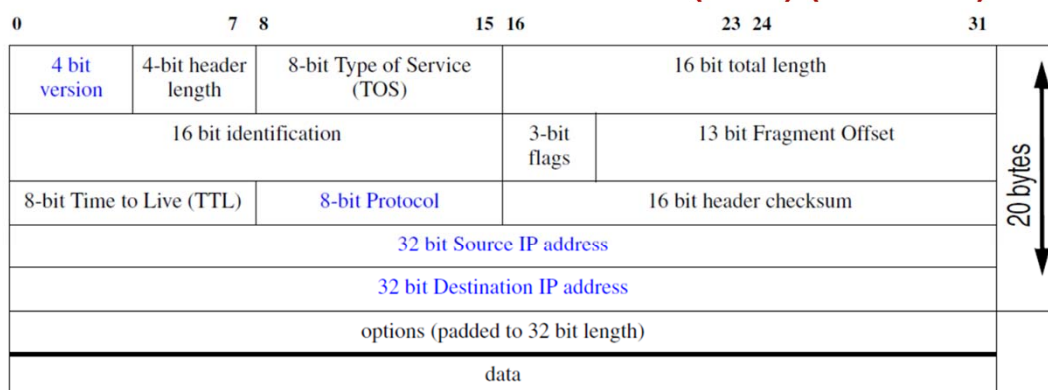 0 7 8 15 16 23 24 31
4 bit version 4-bit header length 8-bit Type of Service (TOS) 16 bit total length
16 bit identification 3-bit flags 13 bit Fragment Offset
8-bit Time to Live (TTL) 8-bit Protocol 16 bit header checksum
32 bit Source IP address
32 bit Destination IP address
options (padded to 32 bit length)
data
20 bytes